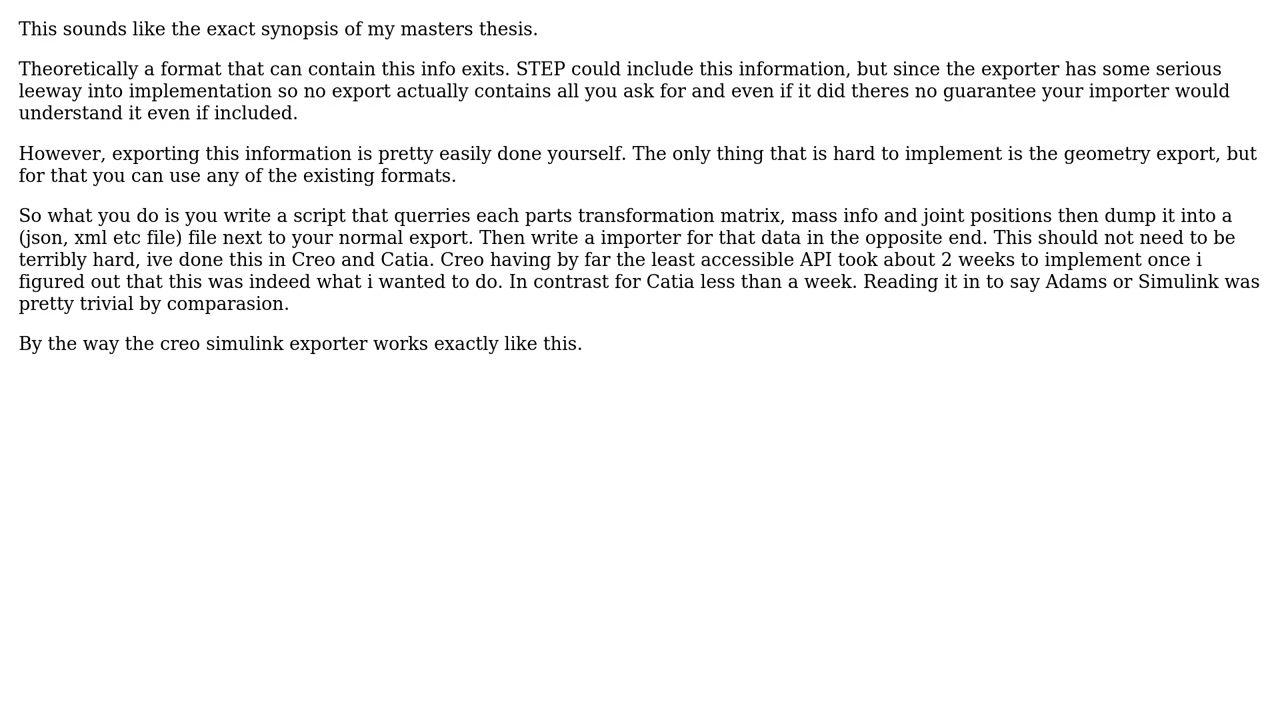 This sounds like the exact synopsis of my masters thesis.
Theoretically a format that can contain this info exits. STEP could include this information, but since the exporter has some serious
leeway into implementation so no export actually contains all you ask for and even if it did theres no guarantee your importer would
understand it even if included.
However, exporting this information is pretty easily done yourself. The only thing that is hard to implement is the geometry export, but
for that you can use any of the existing formats.
So what you do is you write a script that querries each parts transformation matrix, mass info and joint positions then dump it into a
(json, xml etc file) file next to your normal export. Then write a importer for that data in the opposite end. This should not need to be
terribly hard, ive done this in Creo and Catia. Creo having by far the least accessible API took about 2 weeks to implement once i
figured out that this was indeed what i wanted to do. In contrast for Catia less than a week. Reading it in to say Adams or Simulink was
pretty trivial by comparasion.
By the way the creo simulink exporter works exactly like this.